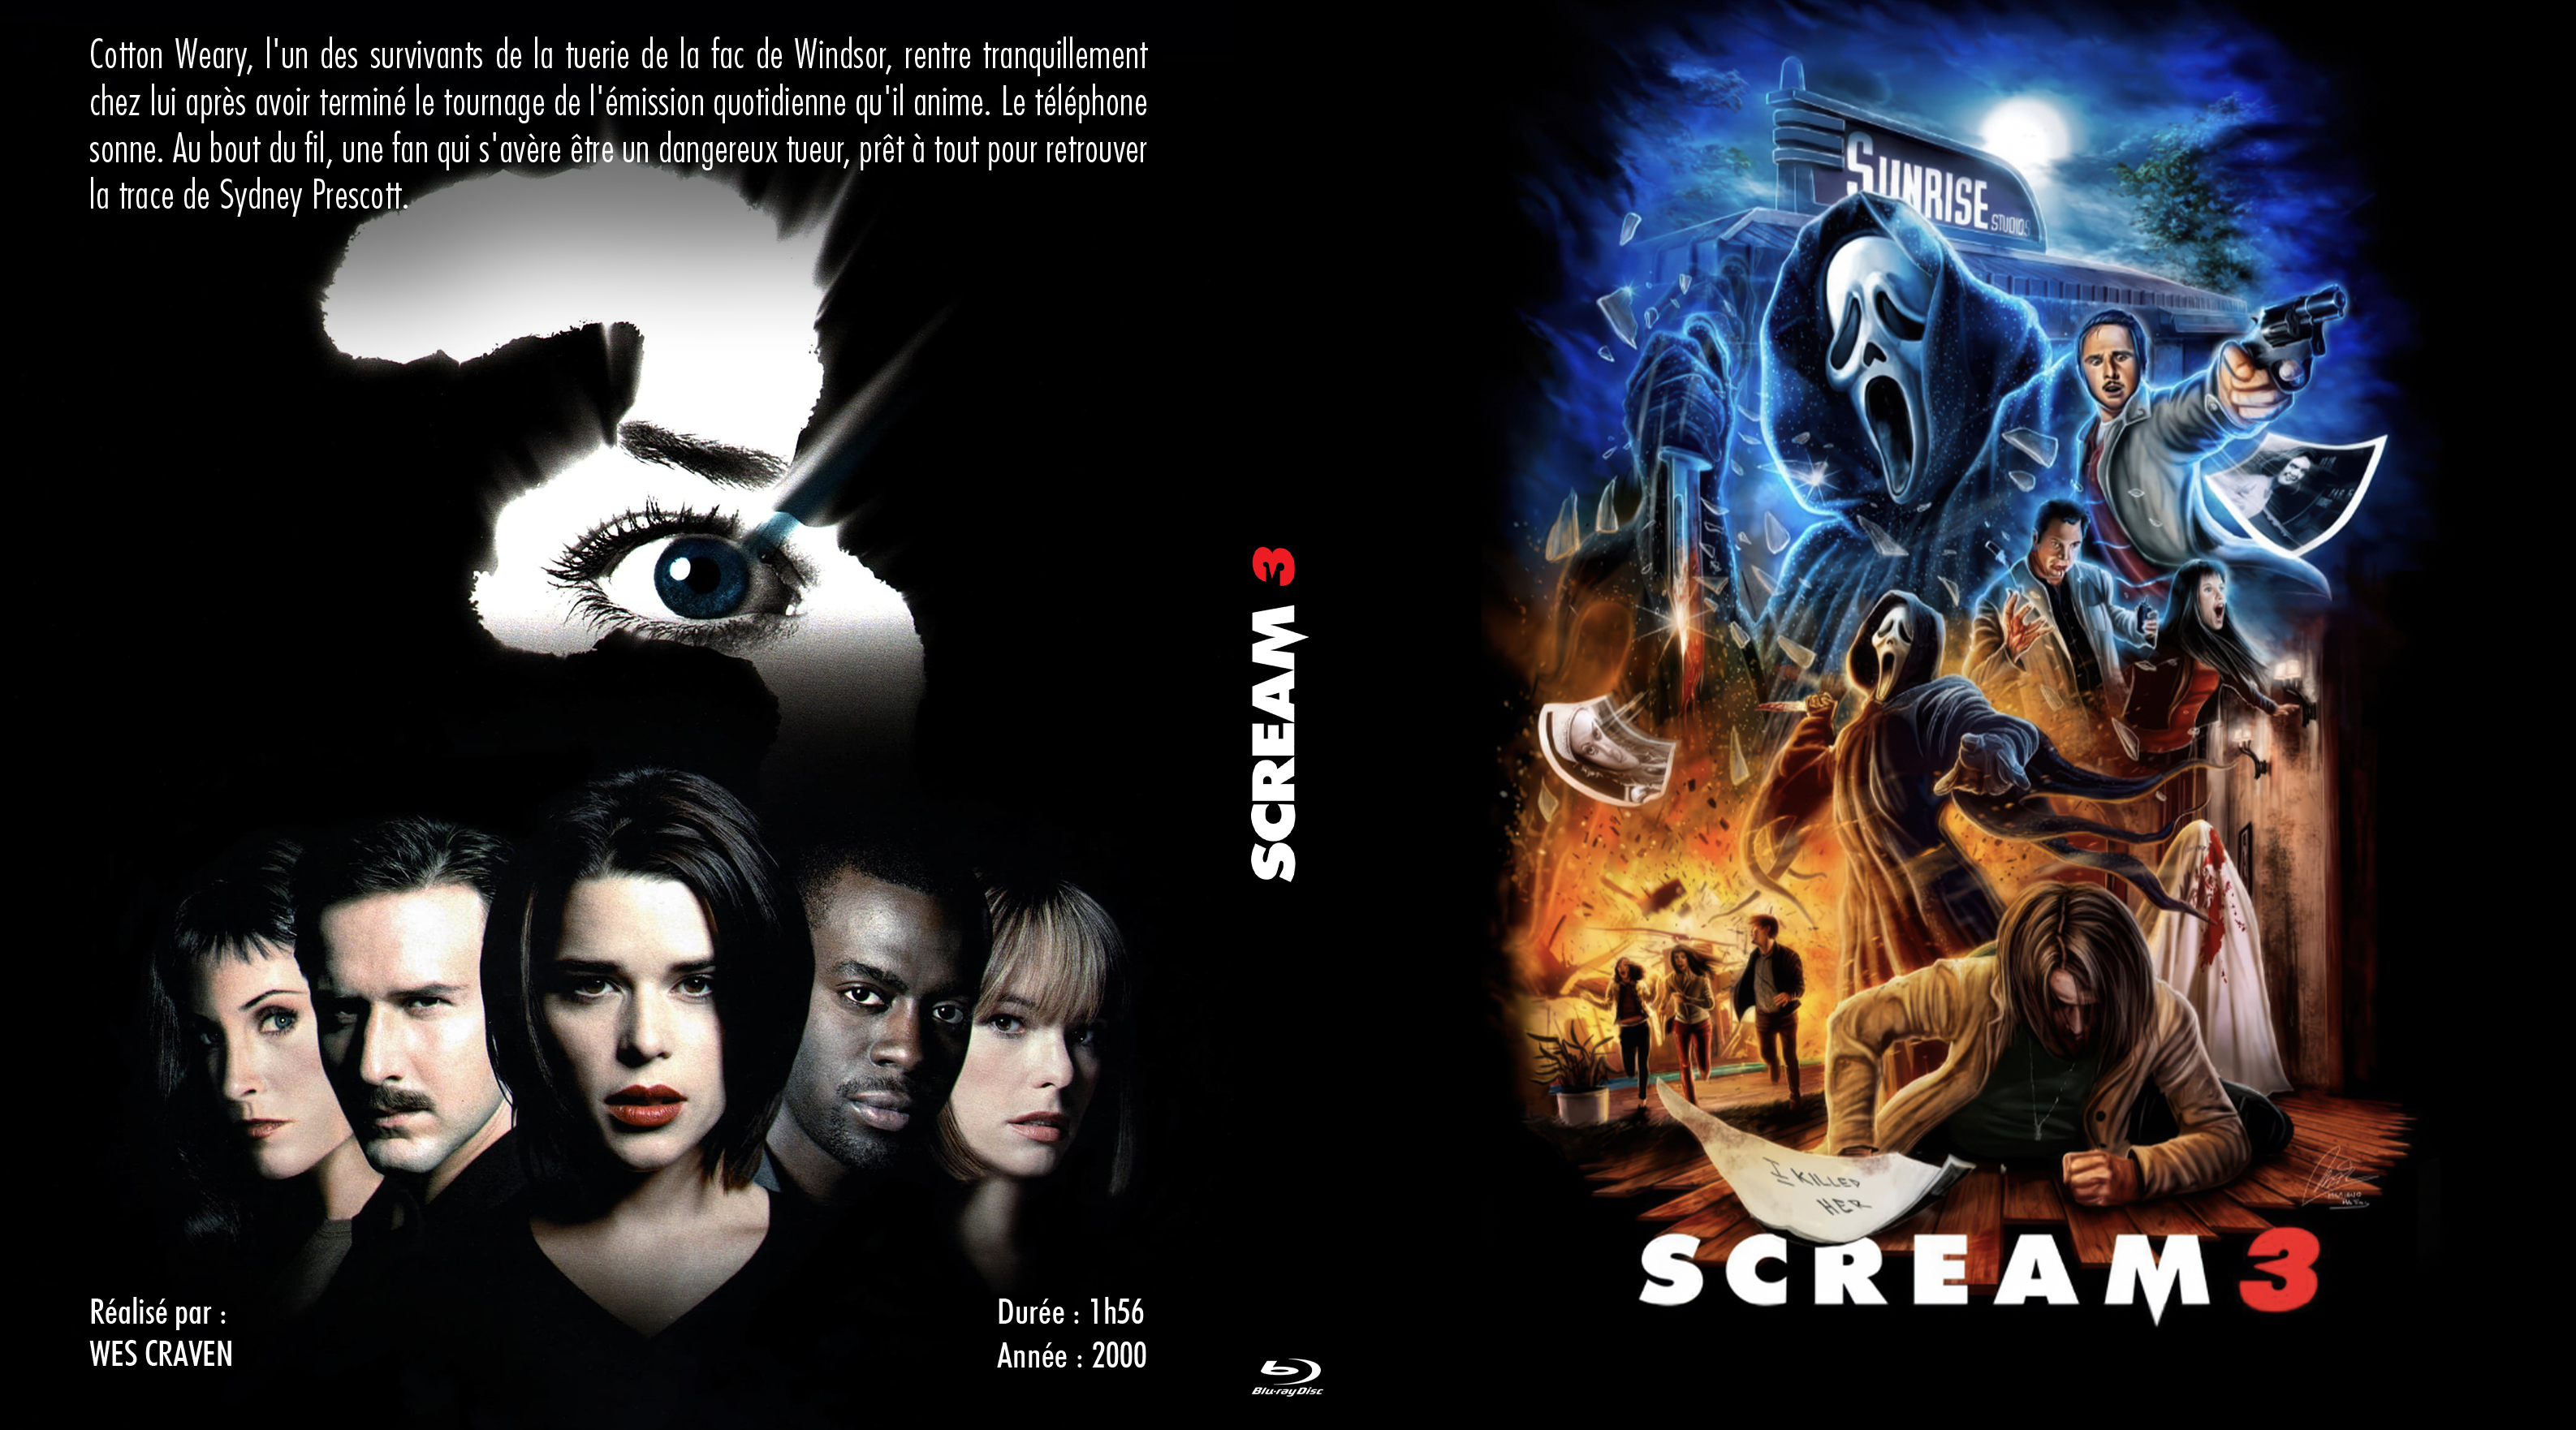 Cotton Weary, l'un des survivants de la tuerie de la fac de Windsor, rentre tranquillement
chez lui après avoir terminé le tournage de l'émission quotidienne qu'il anime. Le téléphone
sonne. Au bout du fil, une fan qui s'avère être un dangereux tueur, prêt à tout pour retrouver
la trace de Sydney Prescott.
Réalisé par :
WES CRAVEN
Durée : 1h56
Année : 2000
SCREAM 3
Blu-ray Disc
SUNRISE
STUDIOS
I KILLED
HER
SCREAM 3